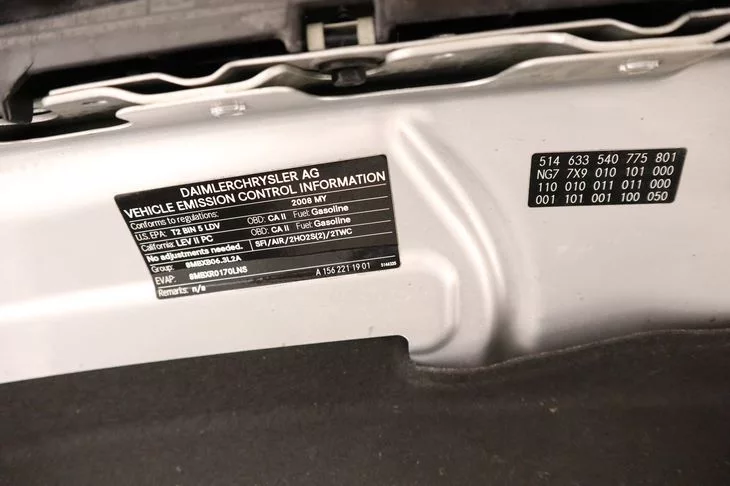 DAIMLERCHRYSLER AG
VEHICLE EMISSION CONTROL INFORMATION
Conforms to regulations: 2008 MY
U.S. EPA: T2 BIN 5 LDV OBD: CA II Fuel: Gasoline
California: LEV II PC OBD: CA II Fuel: Gasoline
No adjustments needed. SFI/AIR/2HO2S(2)/2TWC
Group: 8MBXB06.3L2A
EVAP: 8MBXR0170LNS
Remarks: n/a A 156 221 19 01
514 633 540 775 801
NG7 7X9 010 101 000
110 010 011 011 000
001 101 001 100 050